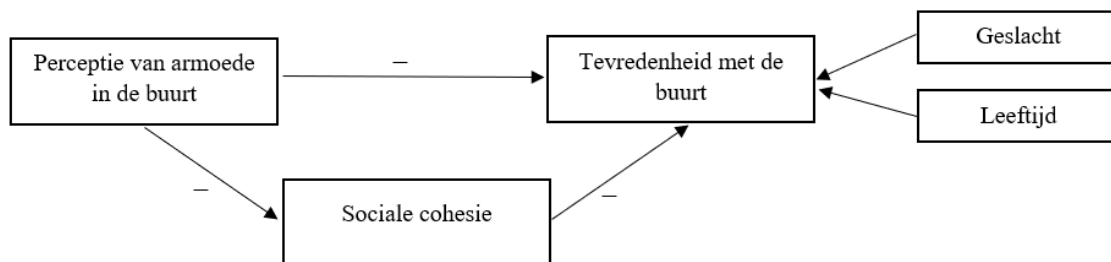 Perceptie van armoede
in de buurt
–
Tevredenheid met de
buurt
Geslacht
Leeftijd
–
Sociale cohesie
–